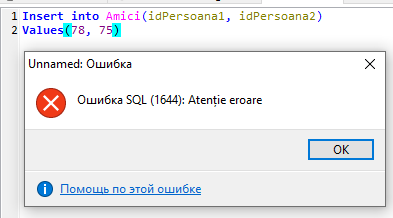 1 Insert into Amici(idPersoana1, idPersoana2)
2 Values(78, 75)
Unnamed: Ошибка
Ошибка SQL (1644): Atenție eroare
OK
Помощь по этой ошибке